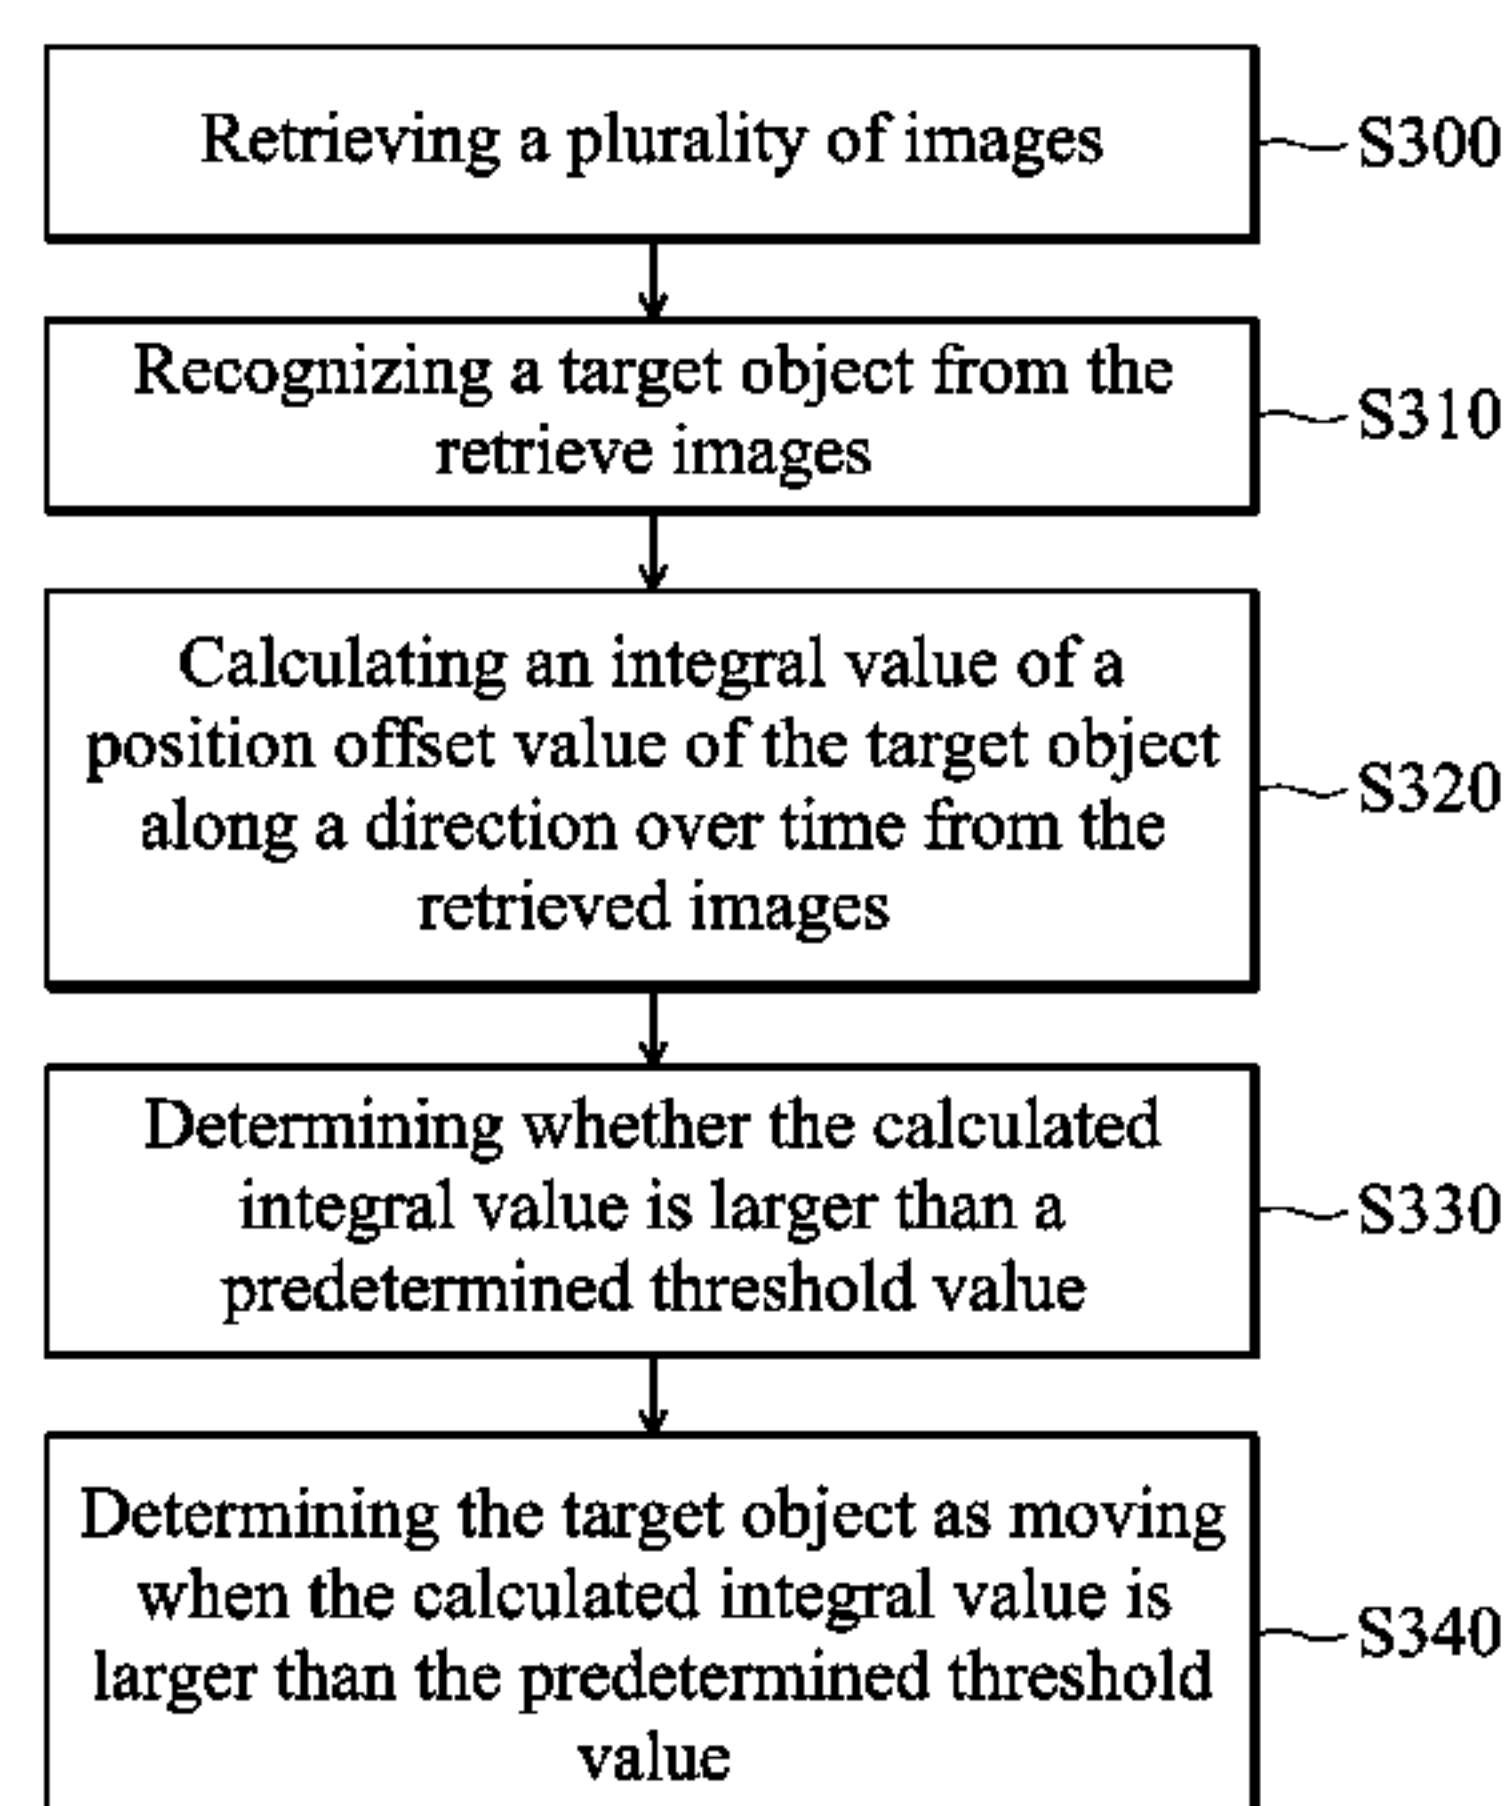 Retrieving a plurality of images
S300
Recognizing a target object from the
retrieve images
S310
Calculating an integral value of a
position offset value of the target object
along a direction over time from the
retrieved images
S320
Determining whether the calculated
integral value is larger than a
predetermined threshold value
S330
Determining the target object as moving
when the calculated integral value is
larger than the predetermined threshold
value
S340